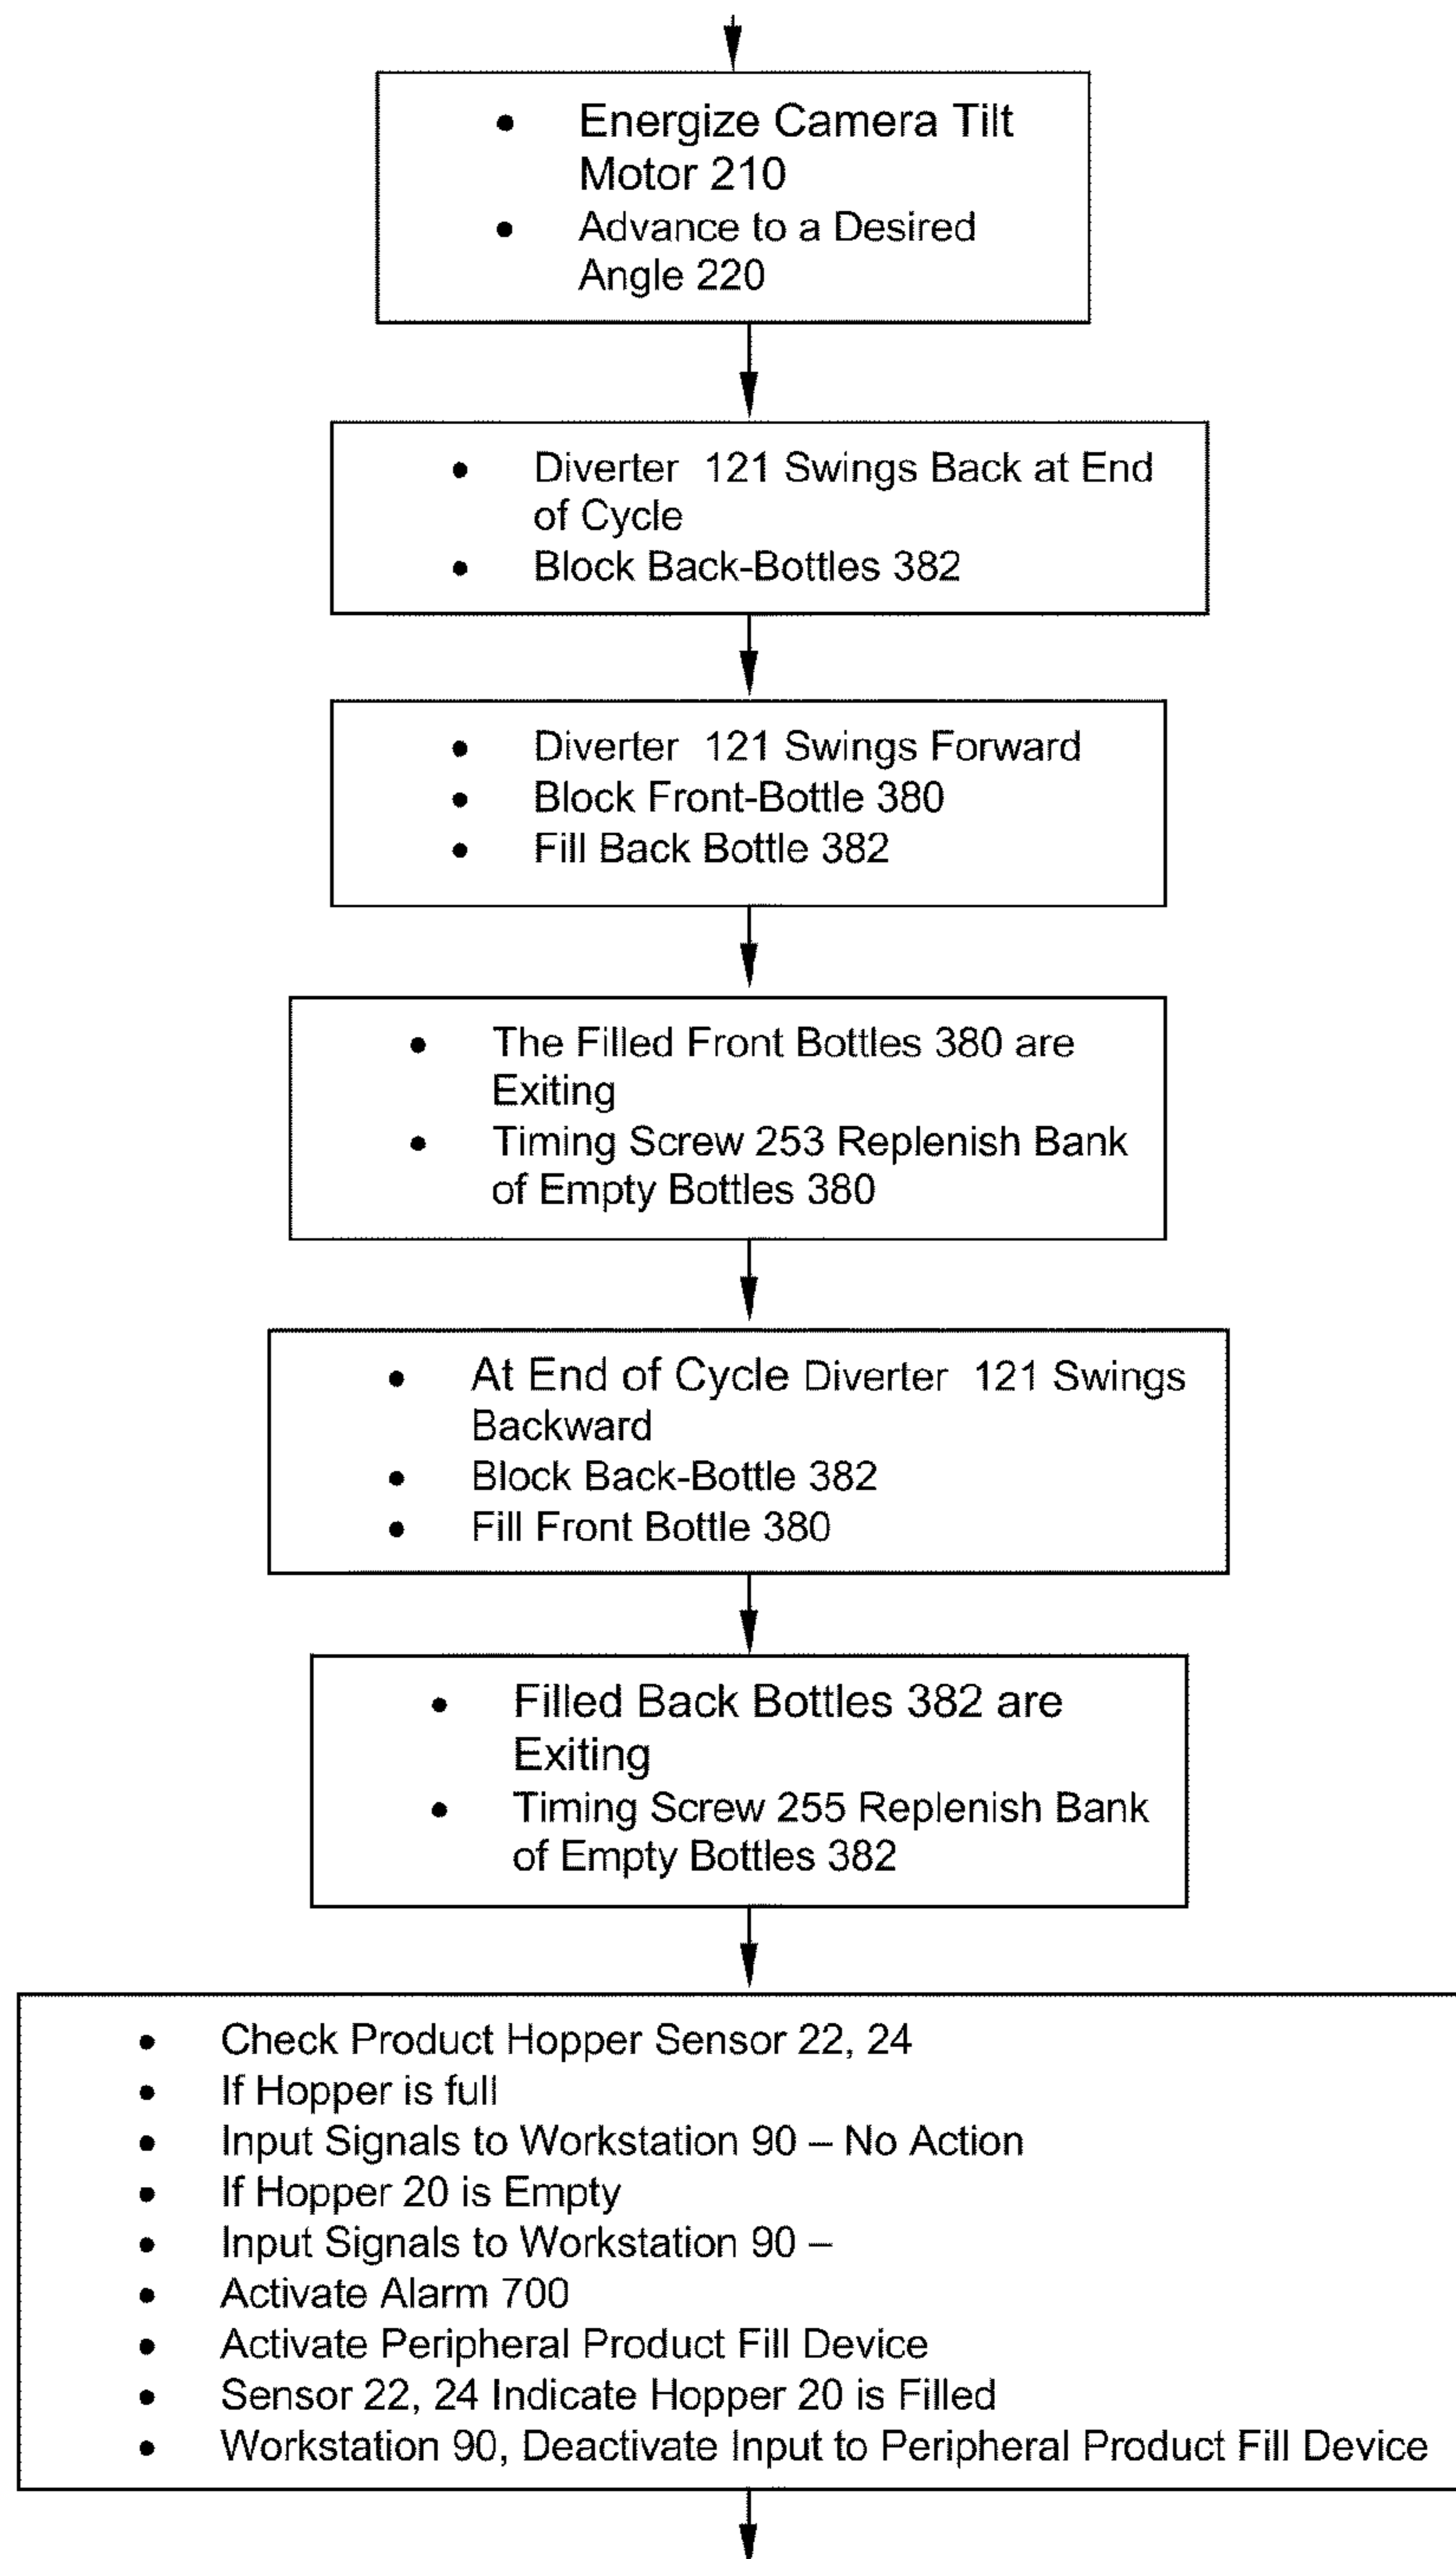 • Energize Camera Tilt
Motor 210
• Advance to a Desired
Angle 220
• Diverter 121 Swings Back at End
of Cycle
• Block Back-Bottles 382
• Diverter 121 Swings Forward
• Block Front-Bottle 380
• Fill Back Bottle 382
• The Filled Front Bottles 380 are
Exiting
• Timing Screw 253 Replenish Bank
of Empty Bottles 380
• At End of Cycle Diverter 121 Swings
Backward
• Block Back-Bottle 382
• Fill Front Bottle 380
• Filled Back Bottles 382 are
Exiting
• Timing Screw 255 Replenish Bank
of Empty Bottles 382
• Check Product Hopper Sensor 22, 24
• If Hopper is full
• Input Signals to Workstation 90 – No Action
• If Hopper 20 is Empty
• Input Signals to Workstation 90 –
• Activate Alarm 700
• Activate Peripheral Product Fill Device
• Sensor 22, 24 Indicate Hopper 20 is Filled
• Workstation 90, Deactivate Input to Peripheral Product Fill Device